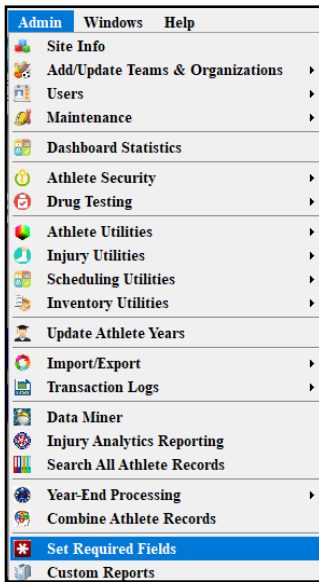 Admin Windows Help
Site Info
Add/Update Teams & Organizations
Users
Maintenance
Dashboard Statistics
Athlete Security
Drug Testing
Athlete Utilities
Injury Utilities
Scheduling Utilities
Inventory Utilities
Update Athlete Years
Import/Export
Transaction Logs
Data Miner
Injury Analytics Reporting
Search All Athlete Records
Year-End Processing
Combine Athlete Records
Set Required Fields
Custom Reports